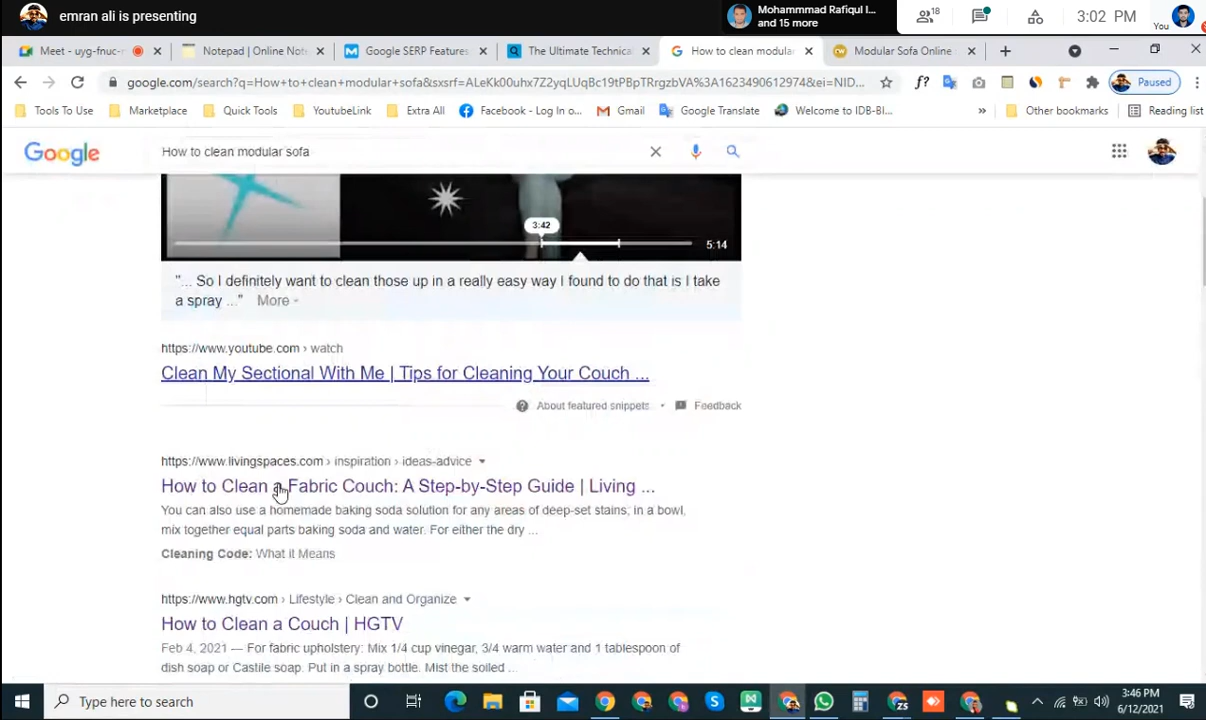 emran ali is presenting
Mohammmad Rafiqul I...
and 15 more
18
3:02 PM
You
Meet - uyg-fnuc-r
Notepad | Online Not
Google SERP Features
The Ultimate Technical
How to clean modular
Modular Sofa Online
google.com/search?q=How+to+clean+modular+sofa&sxsrf=ALeKk00uhx7Z2yqLUqBc19tPBpTRrgzbVA%3A1623490612974&ei=NID...
f?
Paused
Tools To Use
Marketplace
Quick Tools
YoutubeLink
Extra All
Facebook - Log In o...
Gmail
Google Translate
Welcome to IDB-BI...
»
Other bookmarks
Reading list
Google
How to clean modular sofa
3:42
5:14
"... So I definitely want to clean those up in a really easy way I found to do that is I take
a spray ..." More
https://www.youtube.com › watch
Clean My Sectional With Me | Tips for Cleaning Your Couch ...
About featured snippets • Feedback
https://www.livingspaces.com › inspiration › ideas-advice
How to Clean a Fabric Couch: A Step-by-Step Guide | Living ...
You can also use a homemade baking soda solution for any areas of deep-set stains; in a bowl,
mix together equal parts baking soda and water. For either the dry ...
Cleaning Code: What it Means
https://www.hgtv.com › Lifestyle › Clean and Organize
How to Clean a Couch | HGTV
Feb 4, 2021 — For fabric upholstery: Mix 1/4 cup vinegar, 3/4 warm water and 1 tablespoon of
dish soap or Castile soap. Put in a spray bottle. Mist the soiled ...
Type here to search
ZS
3:46 PM
6/12/2021